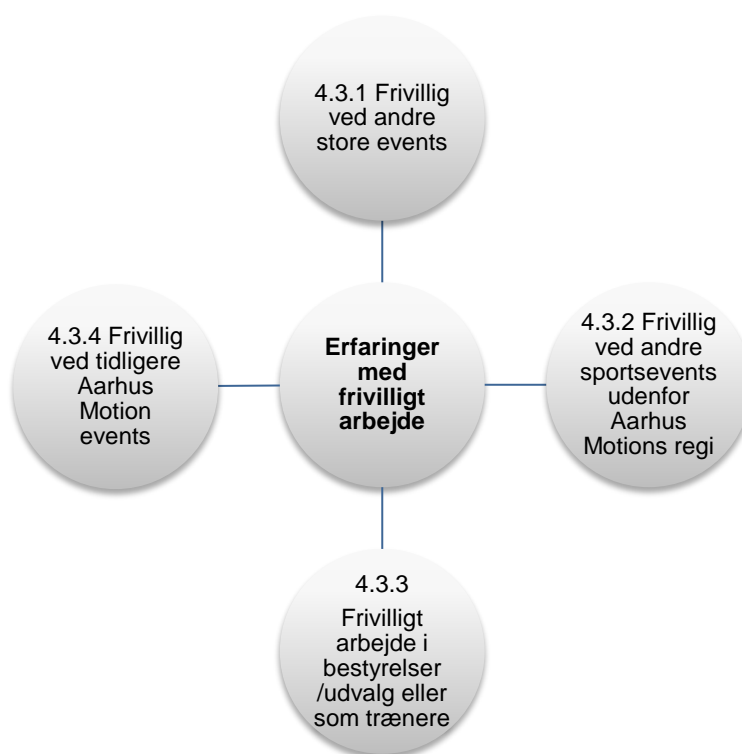 4.3.1 Frivillig
ved andre
store events
4.3.4 Frivillig
ved tidligere
Aarhus
Motion
events
Erfaringer
med
frivilligt
arbejde
4.3.2 Frivillig
ved andre
sportsevents
udenfor
Aarhus
Motions regi
4.3.3
Frivilligt
arbejde i
bestyrelser
/udvalg eller
som trænere